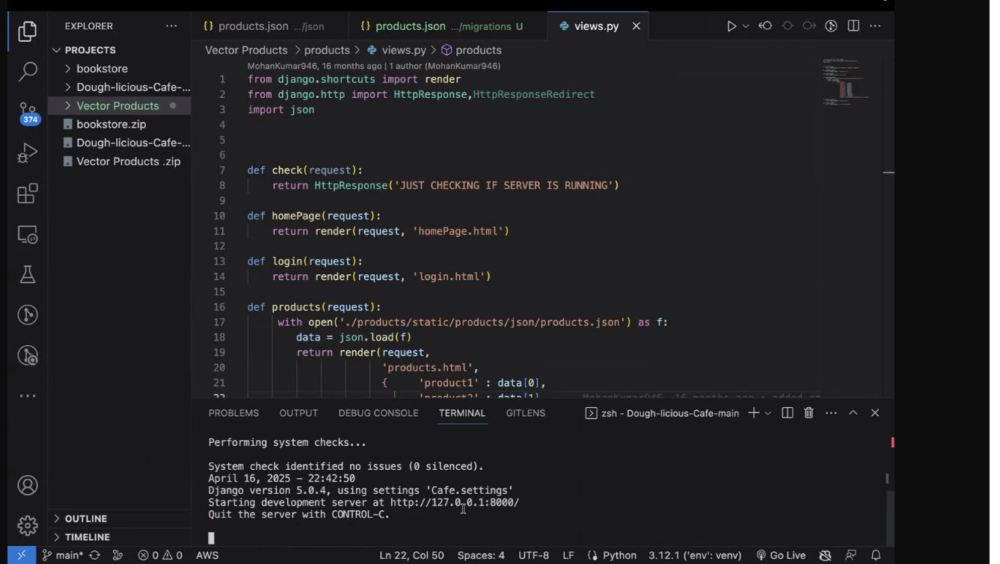 EXPLORER
PROJECTS
bookstore
Dough-licious-Cafe-...
Vector Products
bookstore.zip
Dough-licious-Cafe-...
Vector Products .zip
374
OUTLINE
TIMELINE
{} products.json .../json
{} products.json .../migrations U
views.py
Vector Products > products > views.py > products
MohanKumar946, 16 months ago | 1 author (MohanKumar946)
1 from django.shortcuts import render
2 from django.http import HttpResponse,HttpResponseRedirect
3 import json
4
5
6
7 def check(request):
8 return HttpResponse('JUST CHECKING IF SERVER IS RUNNING')
9
10 def homePage(request):
11 return render(request, 'homePage.html')
12
13 def login(request):
14 return render(request, 'login.html')
15
16 def products(request):
17 with open('./products/static/products/json/products.json') as f:
18 data = json.load(f)
19 return render(request,
20 'products.html',
21 { 'product1' : data[0],
22 'product2' : data[1] MohanKumar946, 16 months ago • added
PROBLEMS OUTPUT DEBUG CONSOLE TERMINAL GITLENS zsh - Dough-licious-Cafe-main
Performing system checks...
System check identified no issues (0 silenced).
April 16, 2025 - 22:42:50
Django version 5.0.4, using settings 'Cafe.settings'
Starting development server at http://127.0.0.1:8000/
Quit the server with CONTROL-C.
main* 0 0 AWS Ln 22, Col 50 Spaces: 4 UTF-8 LF {} Python 3.12.1 ('env': venv) Go Live